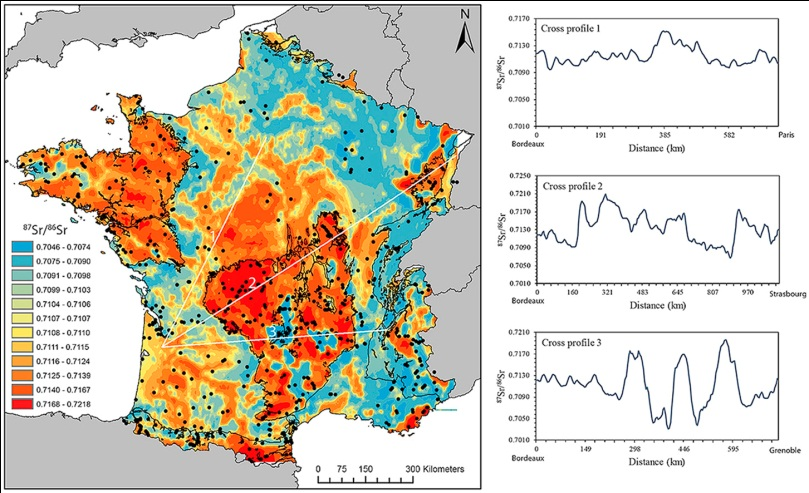 N
2
3
⁸⁷Sr/⁸⁶Sr
0.7046 - 0.7074
0.7075 - 0.7090
0.7091 - 0.7098
0.7099 - 0.7103
0.7104 - 0.7106
0.7107 - 0.7107
0.7108 - 0.7110
0.7111 - 0.7115
0.7116 - 0.7124
0.7125 - 0.7139
0.7140 - 0.7167
0.7168 - 0.7218
0 75 150 300 Kilometers
Cross profile 1
⁸⁷Sr/⁸⁶Sr
0.7170
0.7130
0.7090
0.7050
0.7010
0 191 385 582 Paris
Bordeaux
Distance (km)
Cross profile 2
⁸⁷Sr/⁸⁶Sr
0.7250
0.7210
0.7170
0.7130
0.7090
0.7050
0.7010
0 160 321 483 645 807 970 Strasbourg
Bordeaux
Distance (km)
Cross profile 3
⁸⁷Sr/⁸⁶Sr
0.7210
0.7170
0.7130
0.7090
0.7050
0.7010
0 149 298 446 595 Grenoble
Bordeaux
Distance (km)